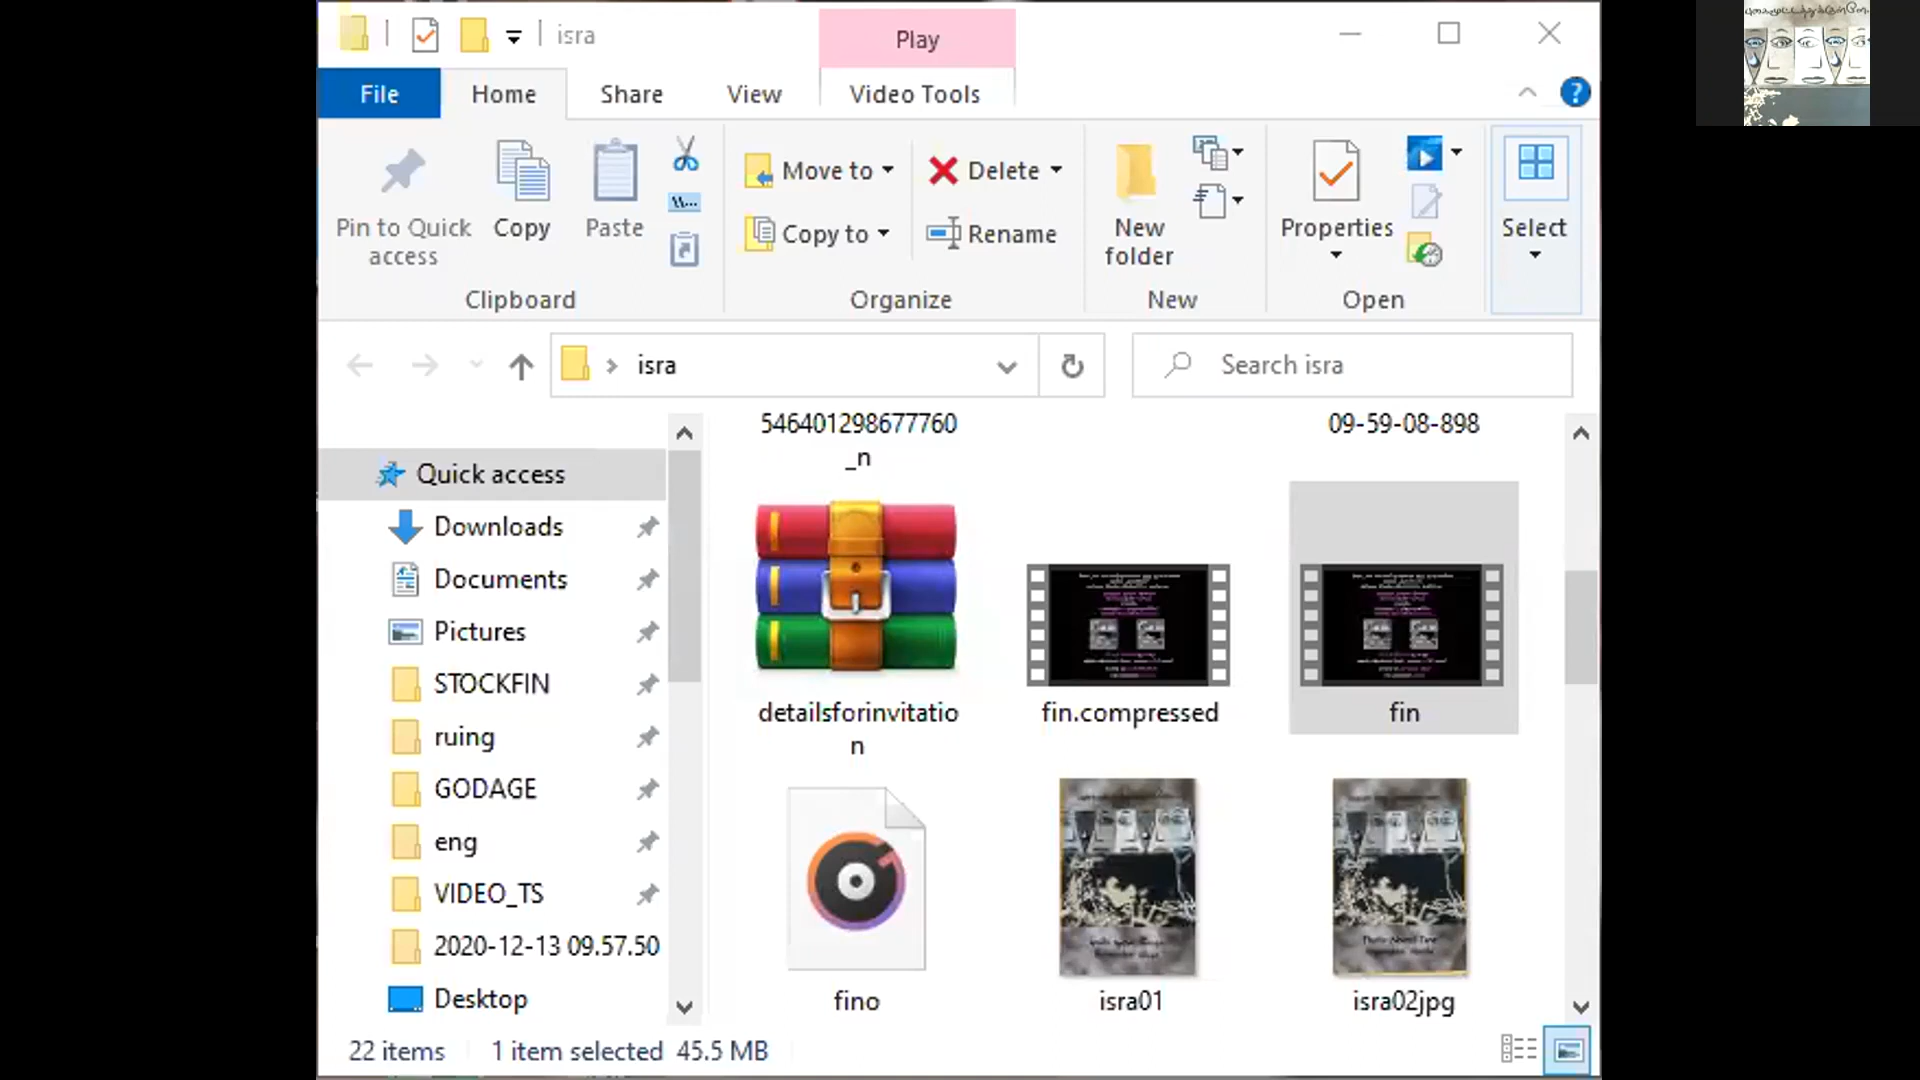 isra
Play
File
Home
Share
View
Video Tools
Pin to Quick
access
Copy
Paste
Move to
Copy to
Delete
Rename
New
folder
Properties
Select
Clipboard
Organize
New
Open
isra
Search isra
546401298677760
_n
09-59-08-898
Quick access
Downloads
Documents
Pictures
STOCKFIN
ruing
GODAGE
eng
VIDEO_TS
2020-12-13 09.57.50
Desktop
detailsforinvitatio
n
fin.compressed
fin
fino
isra01
isra02jpg
22 items
1 item selected
45.5 MB